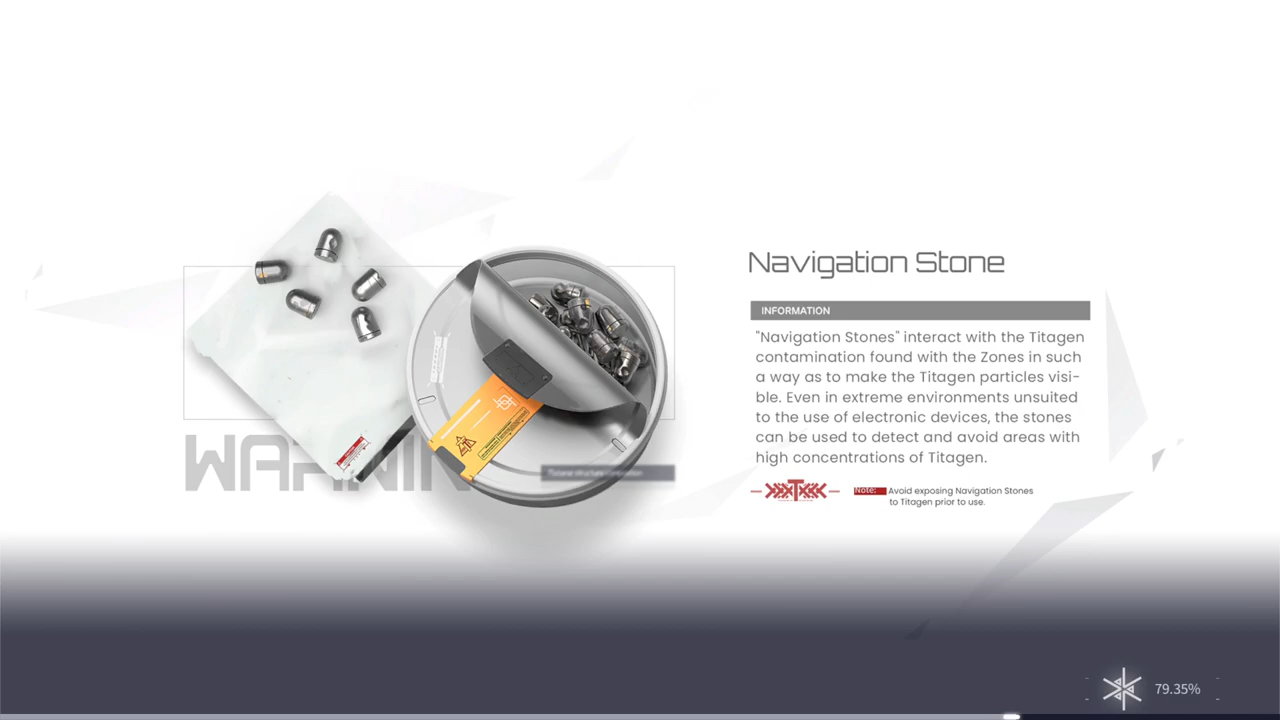 Navigation Stone
INFORMATION
"Navigation Stones" interact with the Titagen
contamination found with the Zones in such
a way as to make the Titagen particles visi-
ble. Even in extreme environments unsuited
to the use of electronic devices, the stones
can be used to detect and avoid areas with
high concentrations of Titagen.
Note: Avoid exposing Navigation Stones
to Titagen prior to use.
79.35%